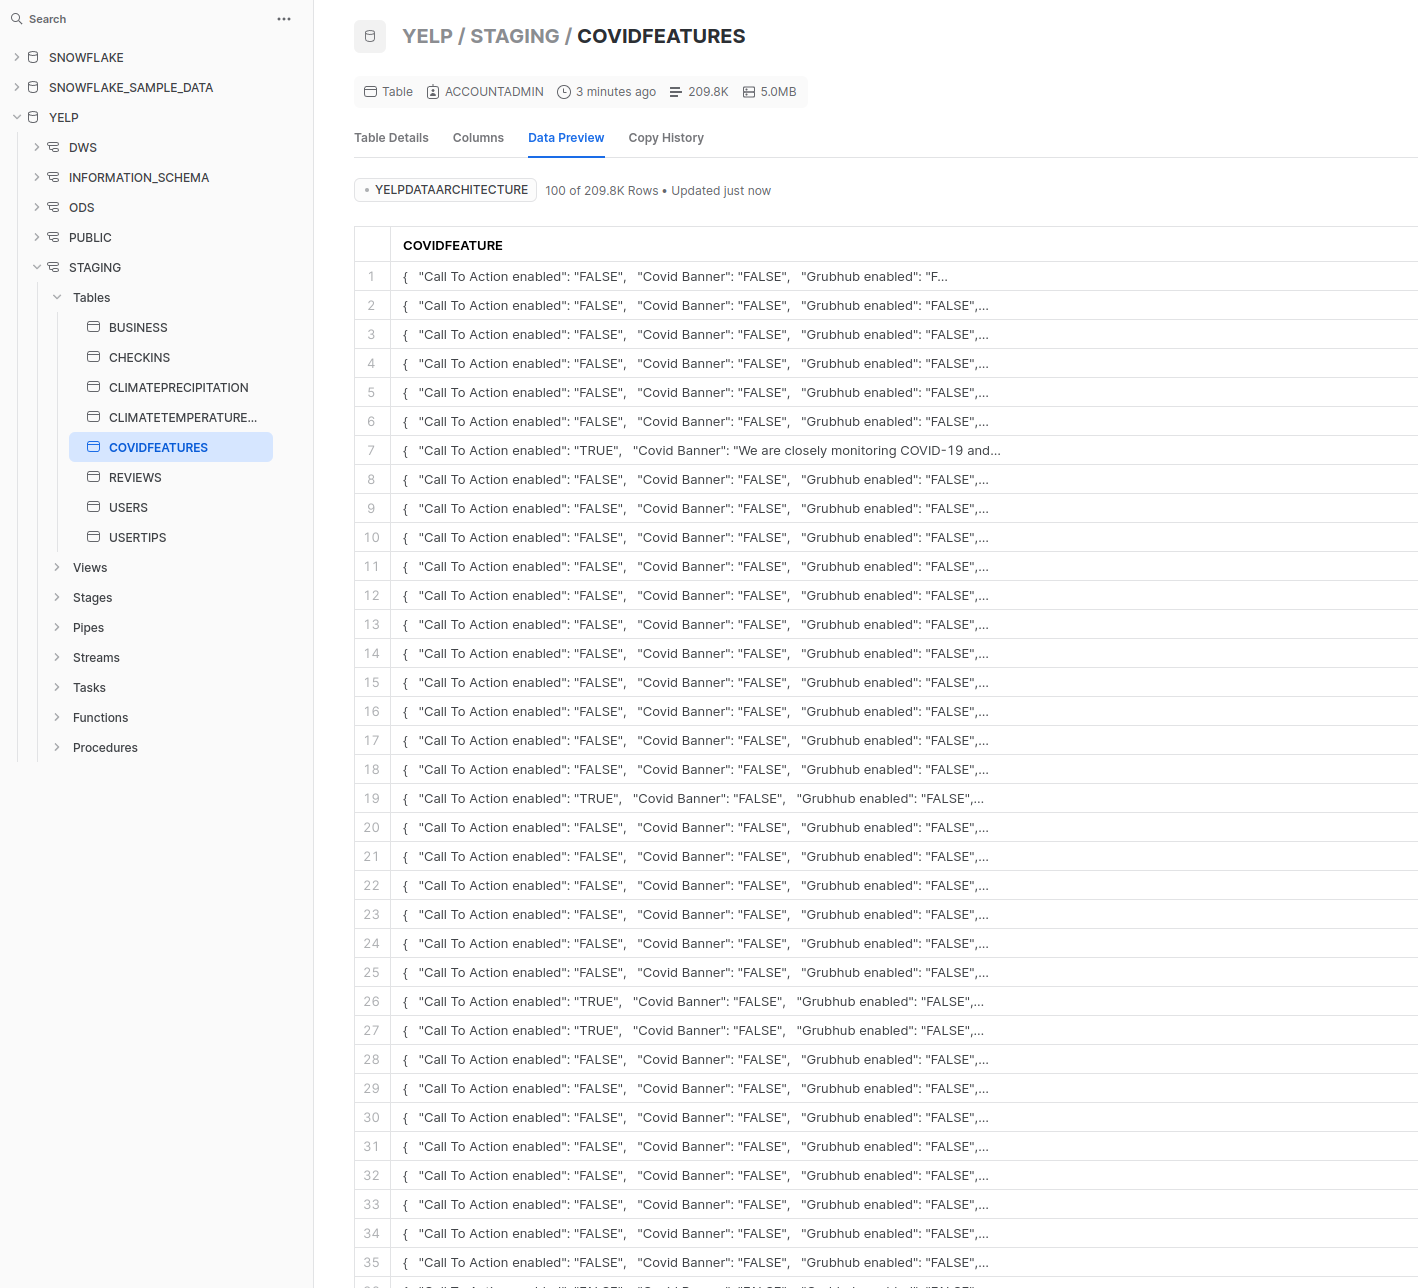 Search
SNOWFLAKE
SNOWFLAKE_SAMPLE_DATA
YELP
DWS
INFORMATION_SCHEMA
ODS
PUBLIC
STAGING
Tables
BUSINESS
CHECKINS
CLIMATEPRECIPITATION
CLIMATETEMPERATURE...
COVIDFEATURES
REVIEWS
USERS
USERTIPS
Views
Stages
Pipes
Streams
Tasks
Functions
Procedures
YELP / STAGING / COVIDFEATURES
Table ACCOUNTADMIN 3 minutes ago 209.8K 5.0MB
Table Details Columns Data Preview Copy History
YELPDATAARCHITECTURE 100 of 209.8K Rows • Updated just now
COVIDFEATURE
1 { "Call To Action enabled": "FALSE", "Covid Banner": "FALSE", "Grubhub enabled": "F...
2 { "Call To Action enabled": "FALSE", "Covid Banner": "FALSE", "Grubhub enabled": "FALSE",...
3 { "Call To Action enabled": "FALSE", "Covid Banner": "FALSE", "Grubhub enabled": "FALSE",...
4 { "Call To Action enabled": "FALSE", "Covid Banner": "FALSE", "Grubhub enabled": "FALSE",...
5 { "Call To Action enabled": "FALSE", "Covid Banner": "FALSE", "Grubhub enabled": "FALSE",...
6 { "Call To Action enabled": "FALSE", "Covid Banner": "FALSE", "Grubhub enabled": "FALSE",...
7 { "Call To Action enabled": "TRUE", "Covid Banner": "We are closely monitoring COVID-19 and...
8 { "Call To Action enabled": "FALSE", "Covid Banner": "FALSE", "Grubhub enabled": "FALSE",...
9 { "Call To Action enabled": "FALSE", "Covid Banner": "FALSE", "Grubhub enabled": "FALSE",...
10 { "Call To Action enabled": "FALSE", "Covid Banner": "FALSE", "Grubhub enabled": "FALSE",...
11 { "Call To Action enabled": "FALSE", "Covid Banner": "FALSE", "Grubhub enabled": "FALSE",...
12 { "Call To Action enabled": "FALSE", "Covid Banner": "FALSE", "Grubhub enabled": "FALSE",...
13 { "Call To Action enabled": "FALSE", "Covid Banner": "FALSE", "Grubhub enabled": "FALSE",...
14 { "Call To Action enabled": "FALSE", "Covid Banner": "FALSE", "Grubhub enabled": "FALSE",...
15 { "Call To Action enabled": "FALSE", "Covid Banner": "FALSE", "Grubhub enabled": "FALSE",...
16 { "Call To Action enabled": "FALSE", "Covid Banner": "FALSE", "Grubhub enabled": "FALSE",...
17 { "Call To Action enabled": "FALSE", "Covid Banner": "FALSE", "Grubhub enabled": "FALSE",...
18 { "Call To Action enabled": "FALSE", "Covid Banner": "FALSE", "Grubhub enabled": "FALSE",...
19 { "Call To Action enabled": "TRUE", "Covid Banner": "FALSE", "Grubhub enabled": "FALSE",...
20 { "Call To Action enabled": "FALSE", "Covid Banner": "FALSE", "Grubhub enabled": "FALSE",...
21 { "Call To Action enabled": "FALSE", "Covid Banner": "FALSE", "Grubhub enabled": "FALSE",...
22 { "Call To Action enabled": "FALSE", "Covid Banner": "FALSE", "Grubhub enabled": "FALSE",...
23 { "Call To Action enabled": "FALSE", "Covid Banner": "FALSE", "Grubhub enabled": "FALSE",...
24 { "Call To Action enabled": "FALSE", "Covid Banner": "FALSE", "Grubhub enabled": "FALSE",...
25 { "Call To Action enabled": "FALSE", "Covid Banner": "FALSE", "Grubhub enabled": "FALSE",...
26 { "Call To Action enabled": "TRUE", "Covid Banner": "FALSE", "Grubhub enabled": "FALSE",...
27 { "Call To Action enabled": "TRUE", "Covid Banner": "FALSE", "Grubhub enabled": "FALSE",...
28 { "Call To Action enabled": "FALSE", "Covid Banner": "FALSE", "Grubhub enabled": "FALSE",...
29 { "Call To Action enabled": "FALSE", "Covid Banner": "FALSE", "Grubhub enabled": "FALSE",...
30 { "Call To Action enabled": "FALSE", "Covid Banner": "FALSE", "Grubhub enabled": "FALSE",...
31 { "Call To Action enabled": "FALSE", "Covid Banner": "FALSE", "Grubhub enabled": "FALSE",...
32 { "Call To Action enabled": "FALSE", "Covid Banner": "FALSE", "Grubhub enabled": "FALSE",...
33 { "Call To Action enabled": "FALSE", "Covid Banner": "FALSE", "Grubhub enabled": "FALSE",...
34 { "Call To Action enabled": "FALSE", "Covid Banner": "FALSE", "Grubhub enabled": "FALSE",...
35 { "Call To Action enabled": "FALSE", "Covid Banner": "FALSE", "Grubhub enabled": "FALSE",...